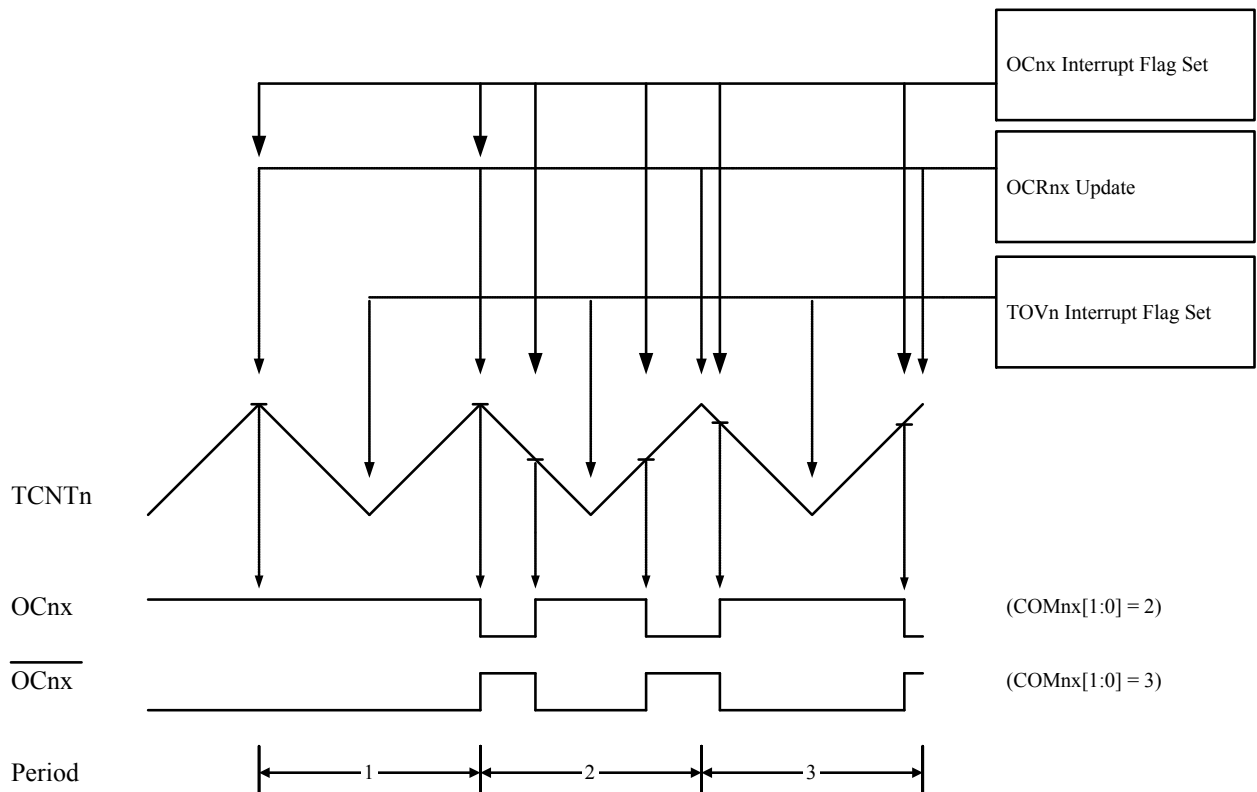 OCnx Interrupt Flag Set
OCRnx Update
TOVn Interrupt Flag Set
TCNTn
OCnx
(COMnx[1:0] = 2)
O̅C̅n̅x̅
(COMnx[1:0] = 3)
Period
1
2
3